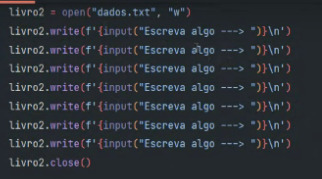 livro2 = open("dados.txt", "w")
livro2.write(f'{input("Escreva algo ---> ")}\n')
livro2.write(f'{input("Escreva algo ---> ")}\n')
livro2.write(f'{input("Escreva algo ---> ")}\n')
livro2.write(f'{input("Escreva algo ---> ")}\n')
livro2.write(f'{input("Escreva algo ---> ")}\n')
livro2.write(f'{input("Escreva algo ---> ")}\n')
livro2.write(f'{input("Escreva algo ---> ")}\n')
livro2.close()